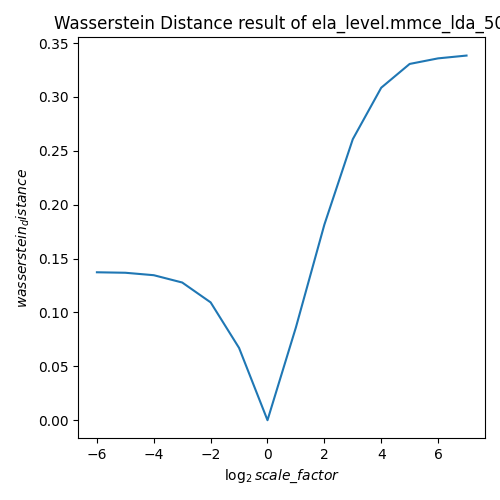 Wasserstein Distance result of ela_level.mmce_lda_50
0.35
0.30
0.25
0.20
0.15
0.10
0.05
0.00
wasserstein_distance
−6 −4 −2 0 2 4 6
log2 scale_factor